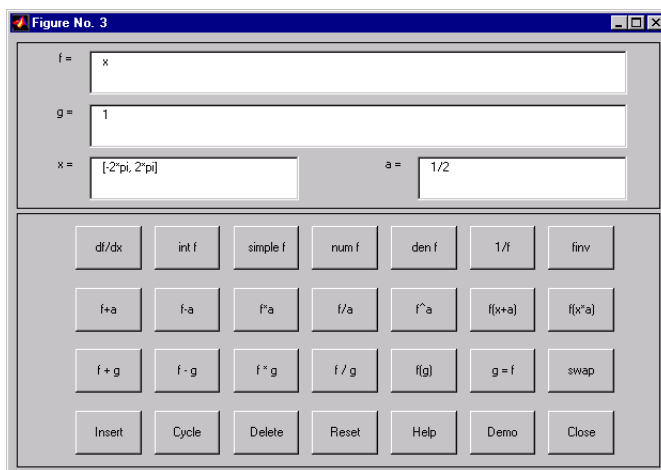 Figure No. 3
f = x
g = 1
x = [-2*pi, 2*pi] a = 1/2
df/dx int f simple f num f den f 1/f finv
f+a f-a f*a f/a f^a f(x+a) f(x*a)
f + g f - g f * g f / g f(g) g = f swap
Insert Cycle Delete Reset Help Demo Close